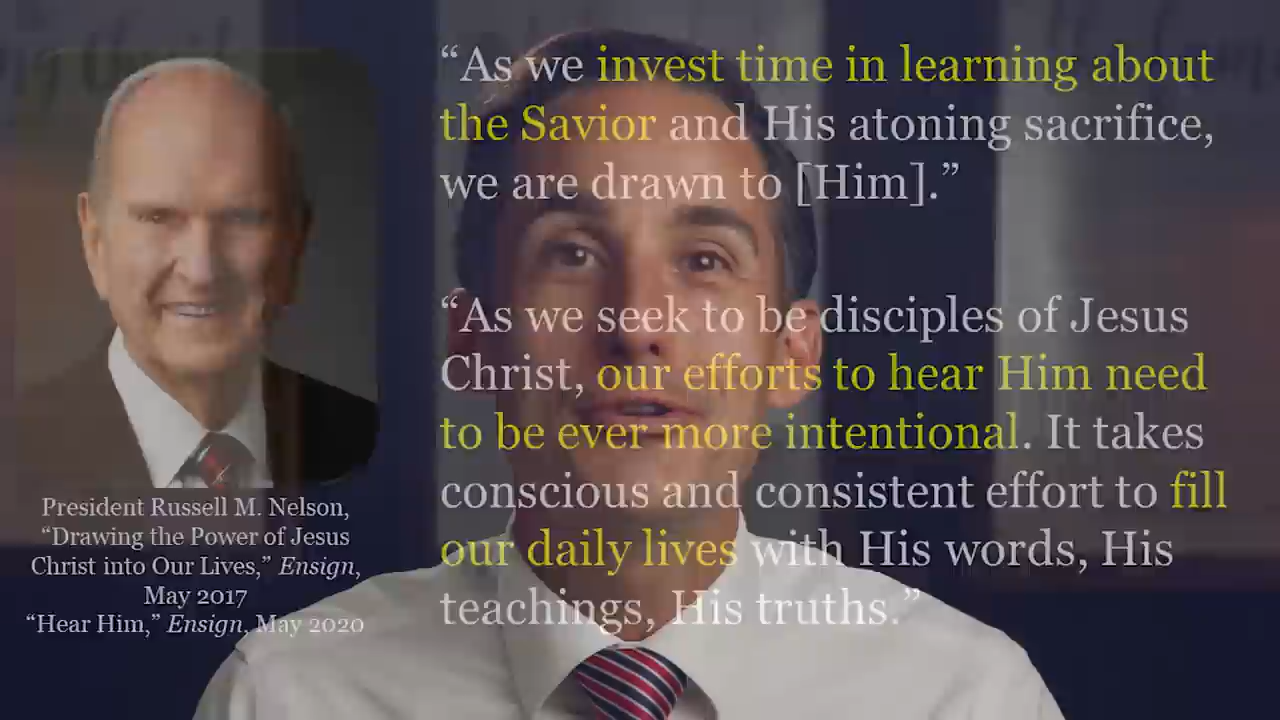 “As we invest time in learning about
the Savior and His atoning sacrifice,
we are drawn to [Him].”
“As we seek to be disciples of Jesus
Christ, our efforts to hear Him need
to be ever more intentional. It takes
conscious and consistent effort to fill
our daily lives with His words, His
teachings, His truths.”
President Russell M. Nelson,
“Drawing the Power of Jesus
Christ into Our Lives,” Ensign,
May 2017
“Hear Him,” Ensign, May 2020